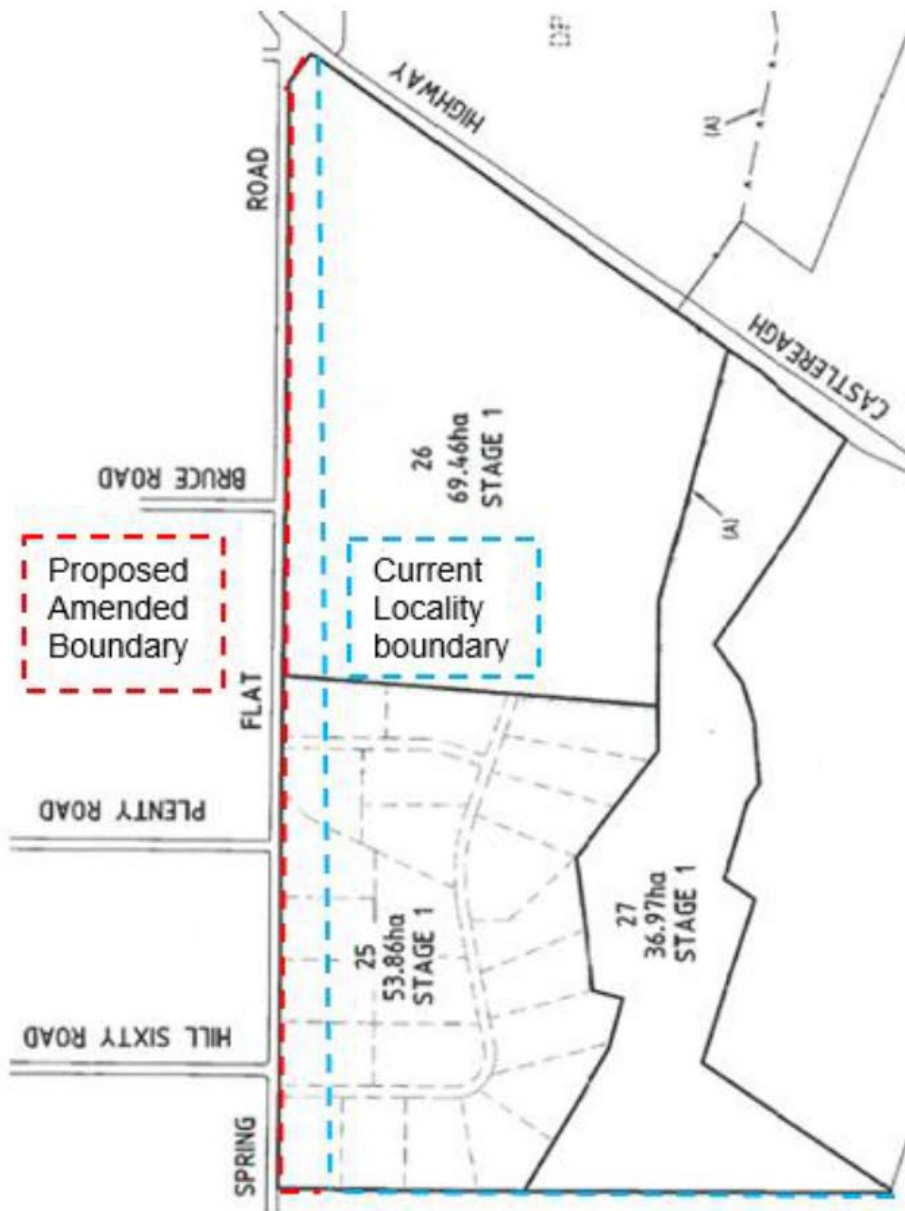 DP
HIGHWAY
(A)
ROAD
CASTLEREAGH
26
69.46ha
STAGE 1
BRUCE ROAD
(A)
Proposed
Amended
Boundary
Current
Locality
boundary
FLAT
PLENTY ROAD
27
36.97ha
STAGE 1
25
53.86ha
STAGE 1
HILL SIXTY ROAD
SPRING